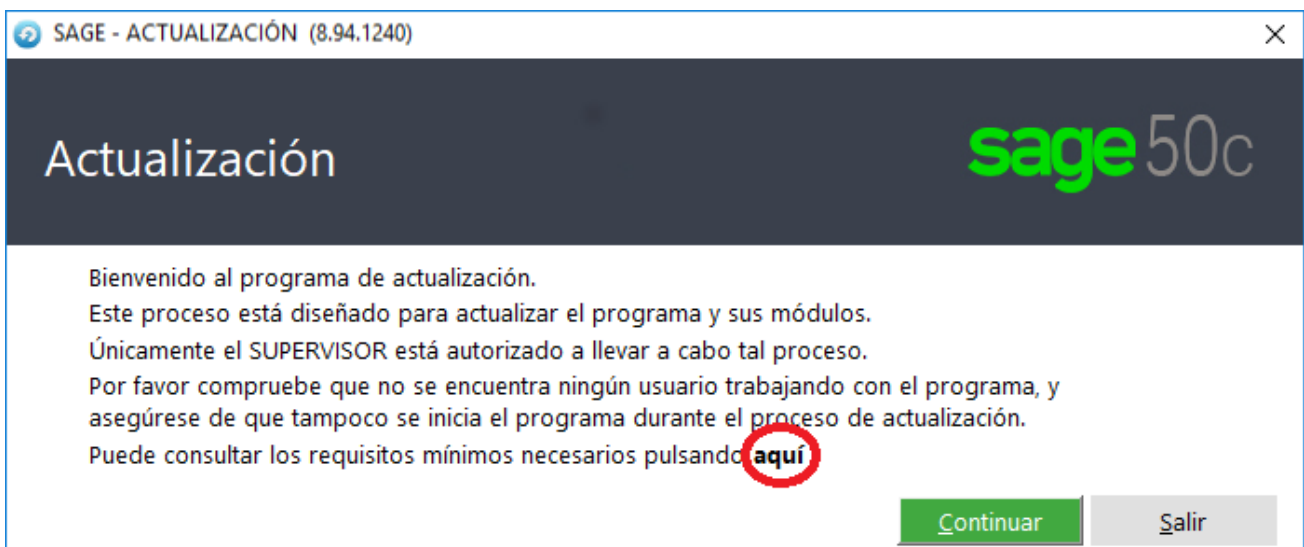 SAGE - ACTUALIZACIÓN (8.94.1240)
Actualización
sage 50c
Bienvenido al programa de actualización.
Este proceso está diseñado para actualizar el programa y sus módulos.
Únicamente el SUPERVISOR está autorizado a llevar a cabo tal proceso.
Por favor compruebe que no se encuentra ningún usuario trabajando con el programa, y
asegúrese de que tampoco se inicia el programa durante el proceso de actualización.
Puede consultar los requisitos mínimos necesarios pulsando aquí
Continuar
Salir